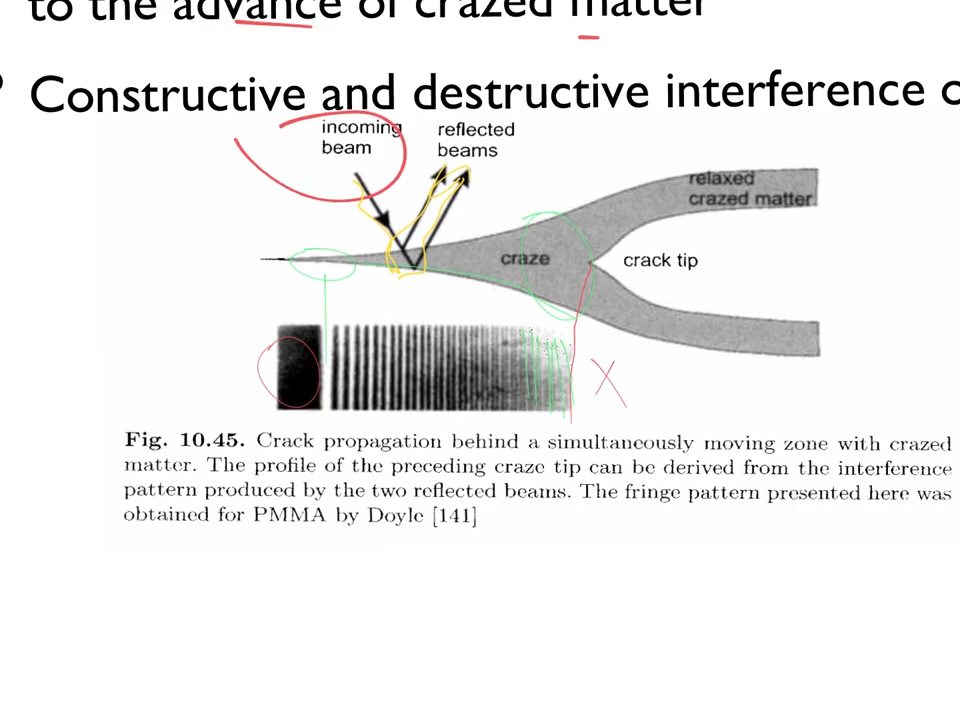 to the advance of crazed matter
Constructive and destructive interference o
incoming
beam
reflected
beams
relaxed
crazed matter
craze
crack tip
Fig. 10.45. Crack propagation behind a simultaneously moving zone with crazed
matter. The profile of the preceding craze tip can be derived from the interference
pattern produced by the two reflected beams. The fringe pattern presented here was
obtained for PMMA by Doyle [141]